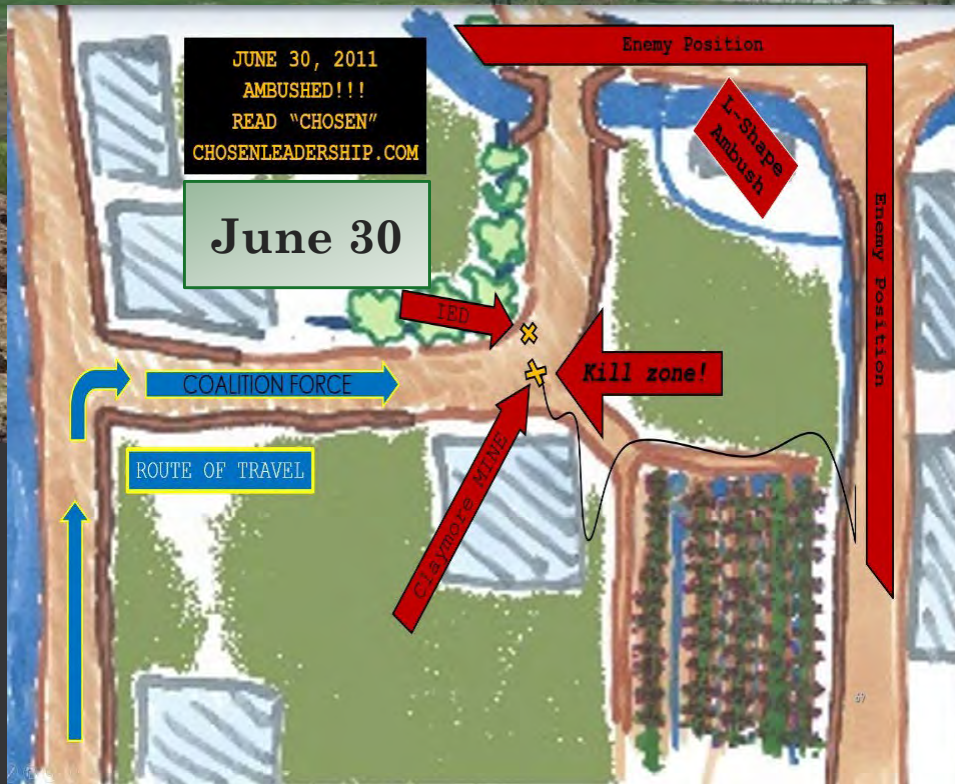 JUNE 30, 2011
AMBUSHED!!!
READ “CHOSEN”
CHOSENLEADERSHIP.COM
June 30
Enemy Position
L-Shape
Ambush
Enemy Position
IED
Kill zone!
COALITION FORCE
ROUTE OF TRAVEL
Claymore MINE
69